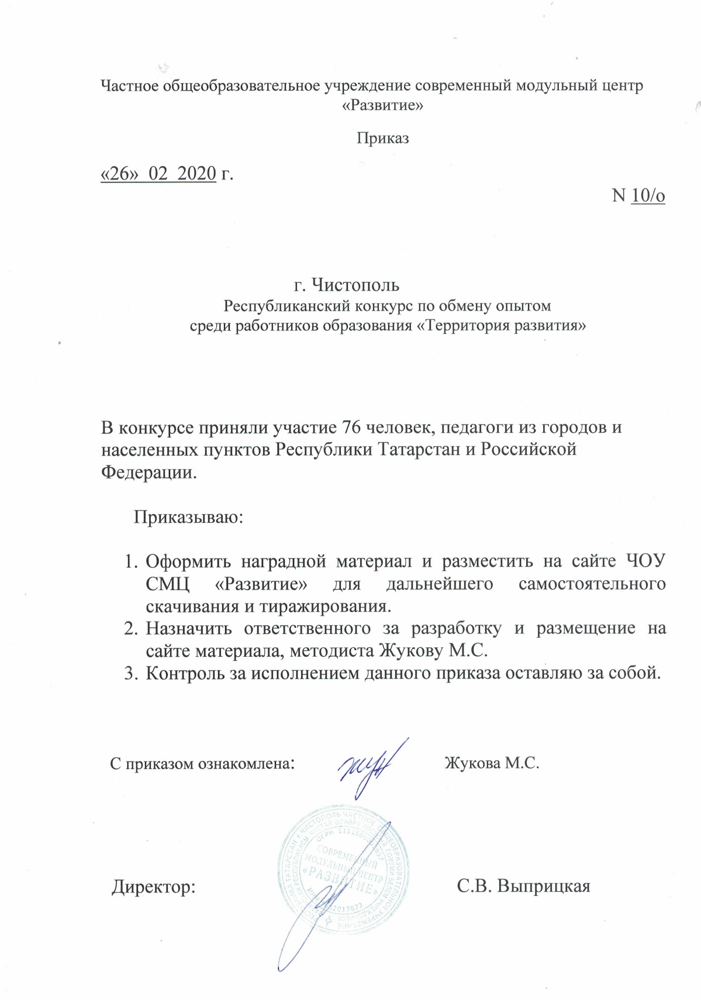 Частное общеобразовательное учреждение современный модульный центр
«Развитие»
Приказ
«26» 02 2020 г.
N 10/о
г. Чистополь
Республиканский конкурс по обмену опытом
среди работников образования «Территория развития»
В конкурсе приняли участие 76 человек, педагоги из городов и
населенных пунктов Республики Татарстан и Российской
Федерации.
Приказываю:
1. Оформить наградной материал и разместить на сайте ЧОУ
СМЦ «Развитие» для дальнейшего самостоятельного
скачивания и тиражирования.
2. Назначить ответственного за разработку и размещение на
сайте материала, методиста Жукову М.С.
3. Контроль за исполнением данного приказа оставляю за собой.
С приказом ознакомлена: Жукова М.С.
СОВРЕМЕННЫЙ
МОДУЛЬНЫЙ ЦЕНТР
«РАЗВИТИЕ»
Директор: С.В. Выприцкая